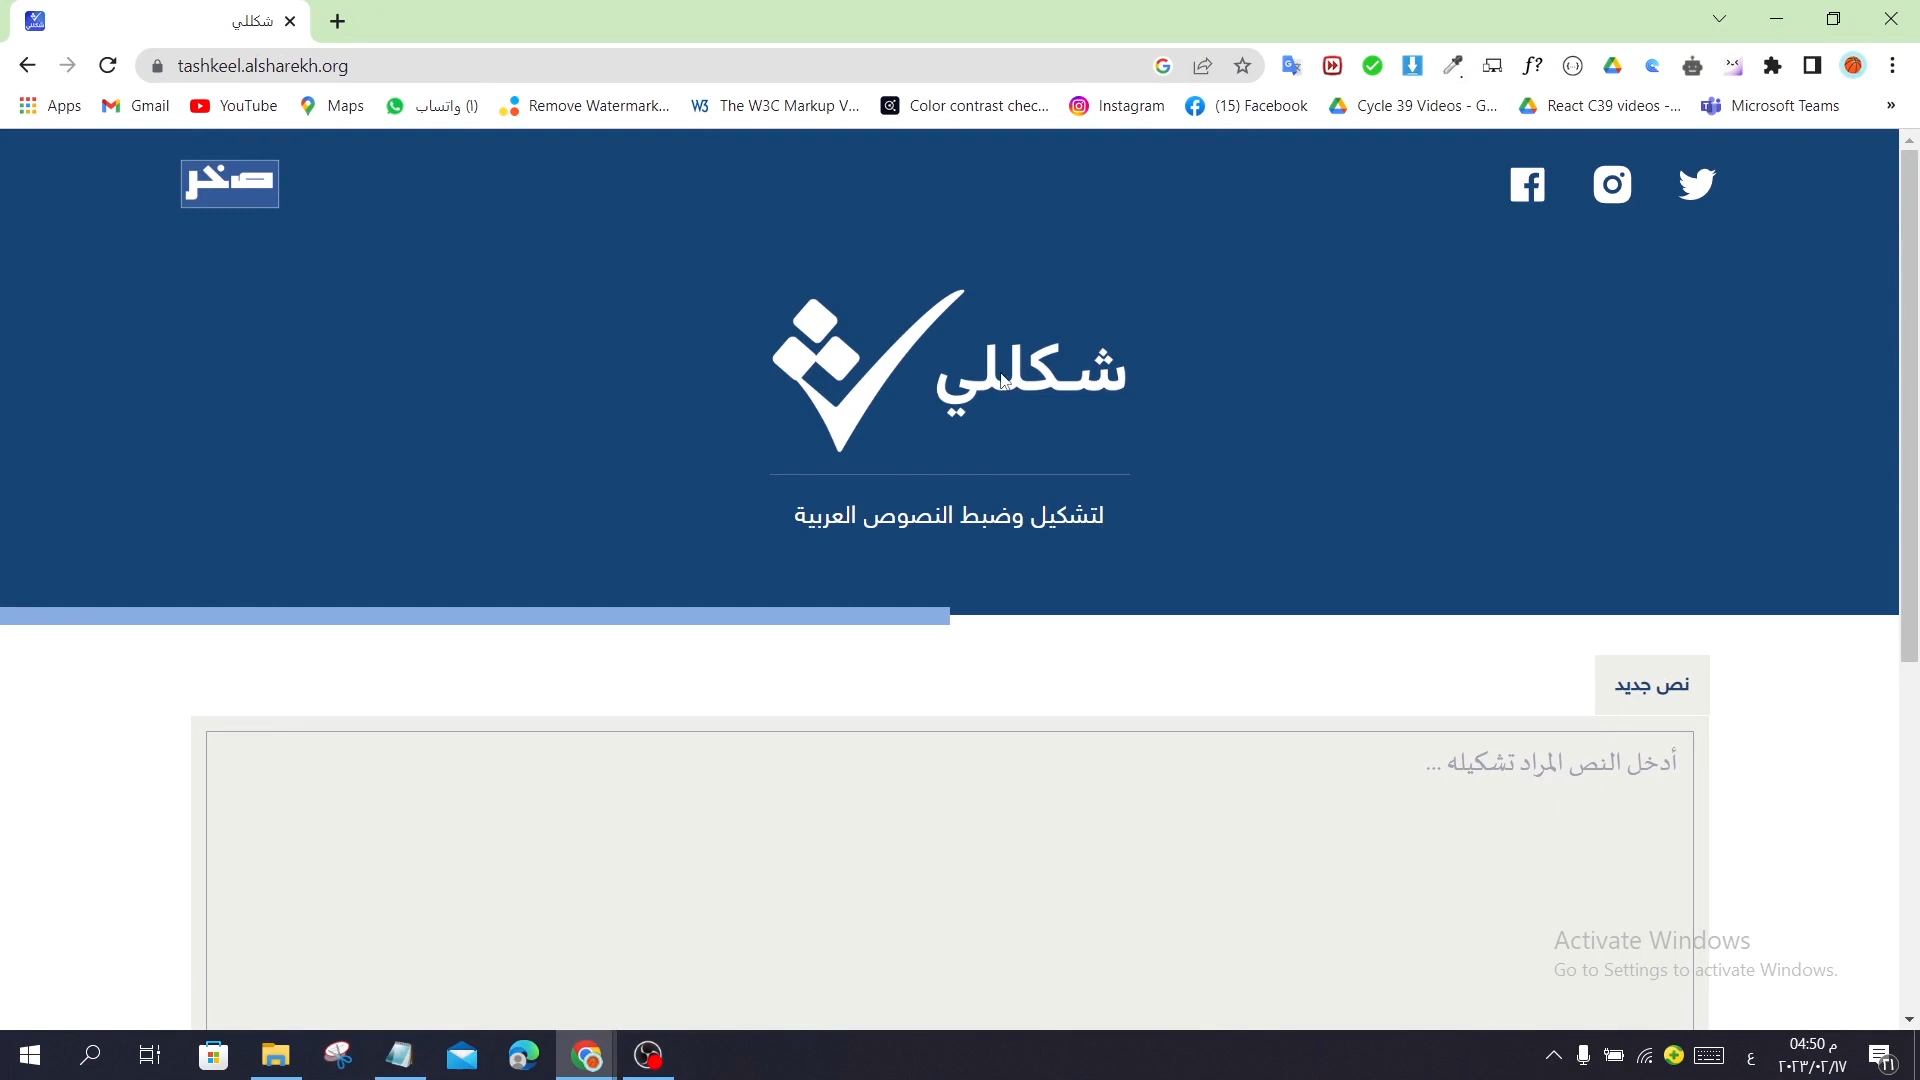 شكللي
tashkeel.alsharekh.org
Apps
Gmail
YouTube
Maps
(١) واتساب
Remove Watermark...
The W3C Markup V...
Color contrast chec...
Instagram
(15) Facebook
Cycle 39 Videos - G...
React C39 videos -...
Microsoft Teams
»
صخر
شكللي
لتشكيل وضبط النصوص العربية
نص جديد
أدخل النص المراد تشكيله ...
Activate Windows
Go to Settings to activate Windows.
ع
04:50 م
٢٠٢٣/٠٢/١٧
٢١